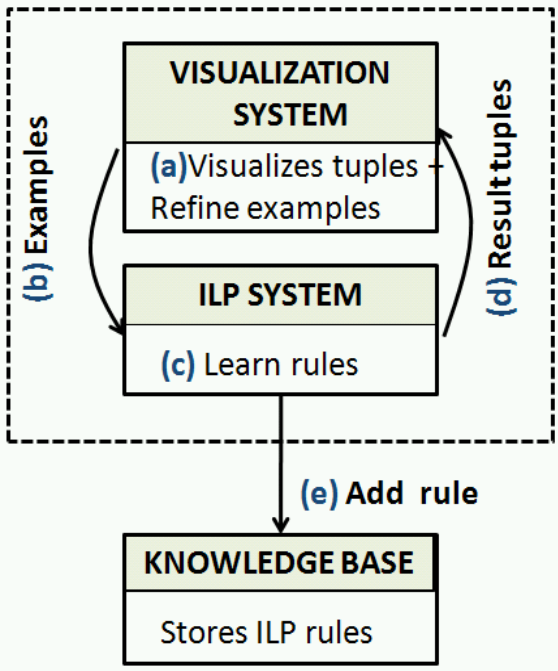 VISUALIZATION
SYSTEM
(a)Visualizes tuples +
Refine examples
(b) Examples
(d) Result tuples
ILP SYSTEM
(c) Learn rules
(e) Add rule
KNOWLEDGE BASE
Stores ILP rules